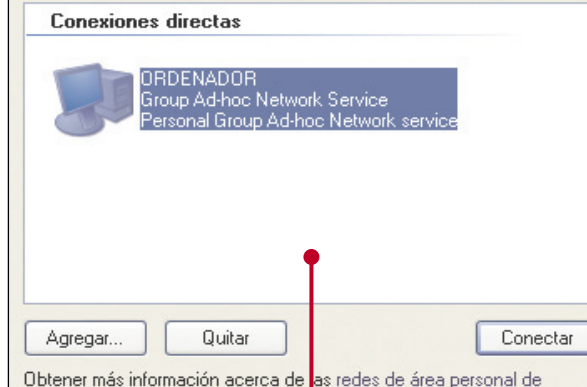 Conexiones directas
ORDENADOR
Group Ad-hoc Network Service
Personal Group Ad-hoc Network service
Agregar... Quitar Conectar
Obtener más información acerca de las redes de área personal de